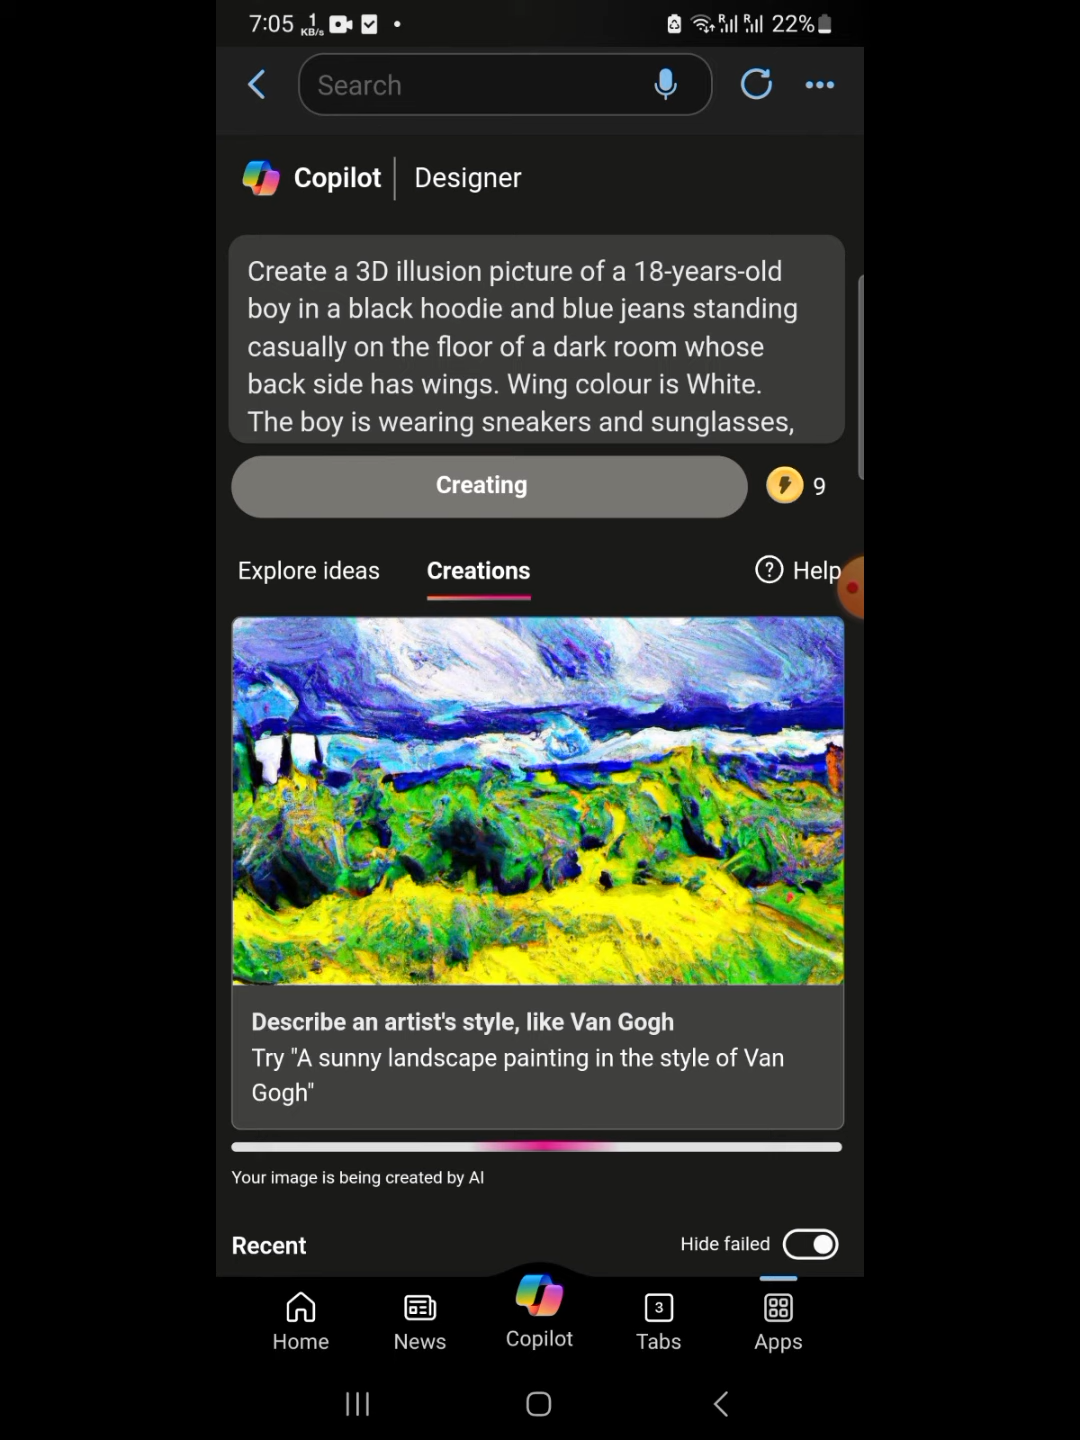 7:05 1 KB/s R R 22%
Search
Copilot | Designer
Create a 3D illusion picture of a 18-years-old
boy in a black hoodie and blue jeans standing
casually on the floor of a dark room whose
back side has wings. Wing colour is White.
The boy is wearing sneakers and sunglasses,
Creating 9
Explore ideas Creations Help
Describe an artist's style, like Van Gogh
Try "A sunny landscape painting in the style of Van
Gogh"
Your image is being created by AI
Recent Hide failed
3
Home News Copilot Tabs Apps